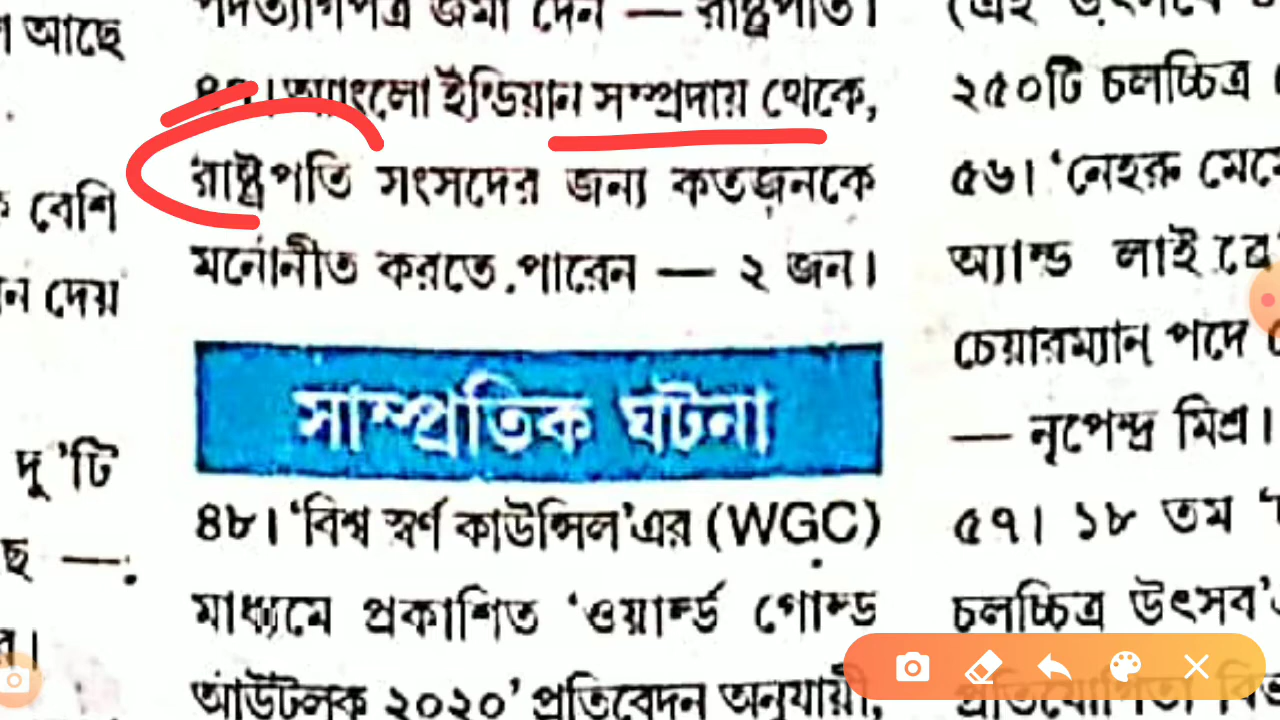 আছে
বেশি
দেয়
দু'টি
—.
পদত্যাগপত্র জমা দেন — রাষ্ট্রপতি।
৪৭। অ্যাংলো ইন্ডিয়ান সম্প্রদায় থেকে,
রাষ্ট্রপতি সংসদের জন্য কতজনকে
মনোনীত করতে পারেন — ২ জন।
সাম্প্রতিক ঘটনা
৪৮। 'বিশ্ব স্বর্ণ কাউন্সিল'এর (WGC)
মাধ্যমে প্রকাশিত 'ওয়ার্ল্ড গোল্ড
আউটলুক ২০২০' প্রতিবেদন অনুযায়ী,
(এই
২৫০টি চলচ্চিত্র
৫৬। 'নেহরু
অ্যান্ড
চেয়ারম্যান পদে
— নৃপেন্দ্র মিশ্র।
৫৭। ১৮ তম
চলচ্চিত্র উৎসব'